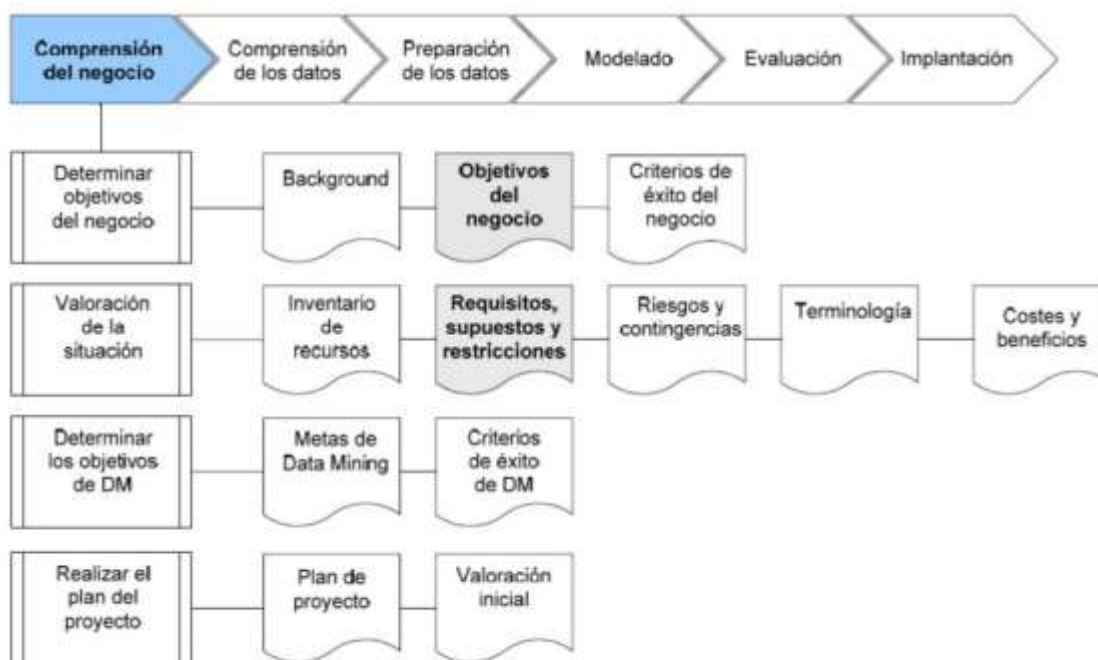 Comprensión
del negocio
Comprensión
de los datos
Preparación
de los datos
Modelado
Evaluación
Implantación
Determinar
objetivos
del negocio
Background
Objetivos
del
negocio
Criterios de
éxito del
negocio
Valoración
de la
situación
Inventario
de
recursos
Requisitos,
supuestos y
restricciones
Riesgos y
contingencias
Terminología
Costes y
beneficios
Determinar
los objetivos
de DM
Metas de
Data Mining
Criterios
de éxito
de DM
Realizar el
plan del
proyecto
Plan de
proyecto
Valoración
inicial